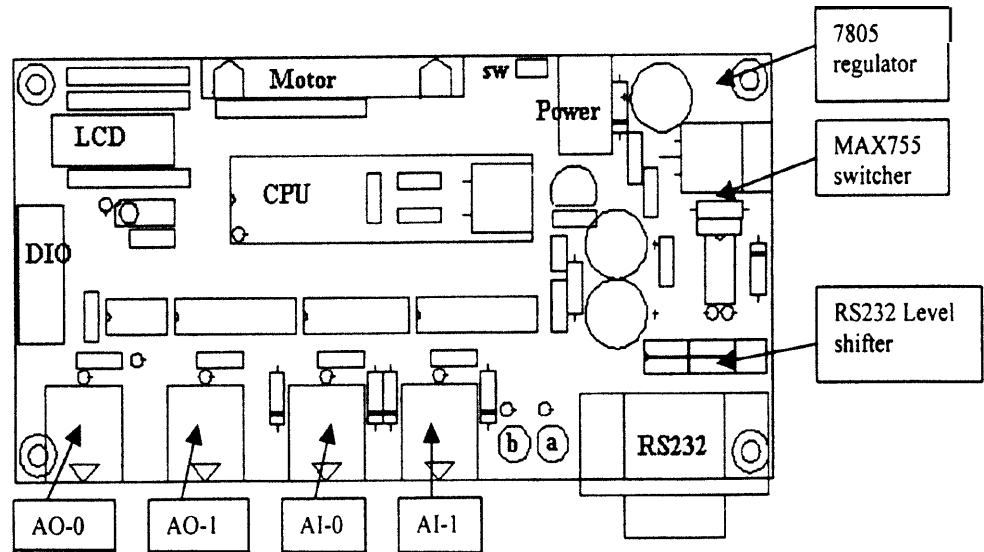 7805
regulator
Motor
sw
Power
LCD
MAX755
switcher
CPU
DIO
RS232 Level
shifter
b
a
RS232
AO-0
AO-1
AI-0
AI-1